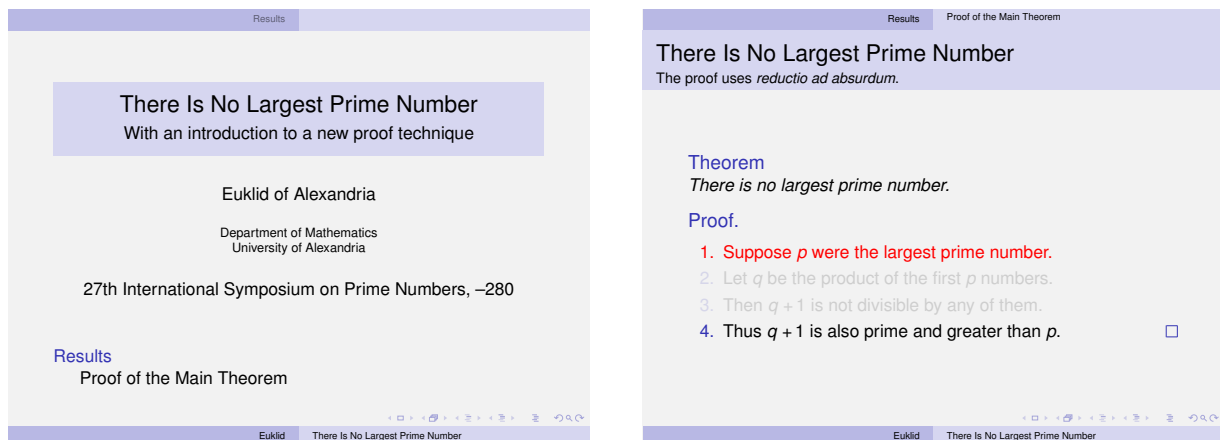 Results
There Is No Largest Prime Number
With an introduction to a new proof technique
Euklid of Alexandria
Department of Mathematics
University of Alexandria
27th International Symposium on Prime Numbers, –280
Results
Proof of the Main Theorem
Euklid There Is No Largest Prime Number
Results Proof of the Main Theorem
There Is No Largest Prime Number
The proof uses reductio ad absurdum.
Theorem
There is no largest prime number.
Proof.
1. Suppose p were the largest prime number.
2. Let q be the product of the first p numbers.
3. Then q + 1 is not divisible by any of them.
4. Thus q + 1 is also prime and greater than p.
Euklid There Is No Largest Prime Number